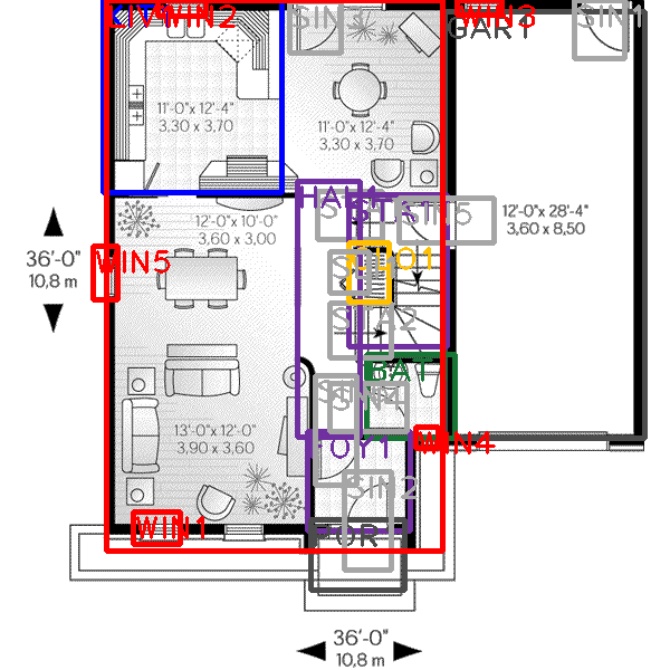 WIN2
SIN3
WIN3
SIN1
GAR1
11'-0"x 12'-4"
3,30 x 3,70
11'-0"x 12'-4"
3,30 x 3,70
HAL1
STA1
SIN5
12'-0"x 10'-0"
3,60 x 3,00
12'-0"x 28'-4"
3,60 x 8,50
36'-0"
10,8 m
WIN5
CLO1
STA2
BAT
13'-0"x 12'-0"
3,90 x 3,60
FOY1
WIN4
SIN2
WIN1
POR
36'-0"
10,8 m